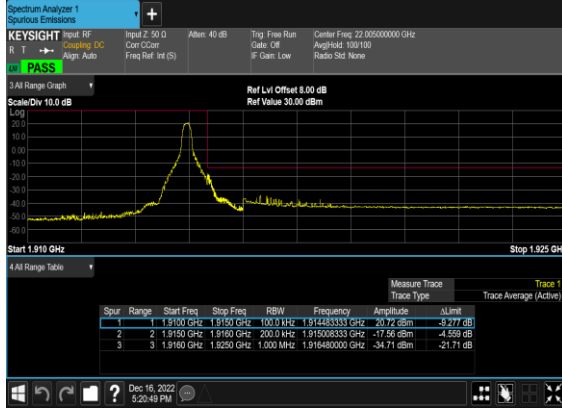 Spectrum Analyzer 1
Spurious Emissions
+
KEYSIGHT Input: RF Input Z: 50 Ω Atten: 40 dB Trig: Free Run Center Freq: 22.005000000 GHz
R T Coupling: DC Corr CCorr Gate: Off Avg|Hold: 100/100
Align: Auto Freq Ref: Int (S) IF Gain: Low Radio Std: None
PASS
3 All Range Graph
Ref Lvl Offset 8.00 dB
Scale/Div 10.0 dB Ref Value 30.00 dBm
Log
20.0
10.0
0.00
-10.0
-20.0
-30.0
-40.0
-50.0
-60.0
Start 1.910 GHz Stop 1.925 GH
4 All Range Table
Measure Trace Trace 1
Trace Type Trace Average (Active)
Spur Range Start Freq Stop Freq RBW Frequency Amplitude ΔLimit
1 1 1.9100 GHz 1.9150 GHz 100.0 kHz 1.914483333 GHz 20.72 dBm -9.277 dB
2 2 1.9150 GHz 1.9160 GHz 200.0 kHz 1.915008333 GHz -17.56 dBm -4.559 dB
3 3 1.9160 GHz 1.9250 GHz 1.000 MHz 1.916480000 GHz -34.71 dBm -21.71 dB
? Dec 16, 2022
5:20:49 PM